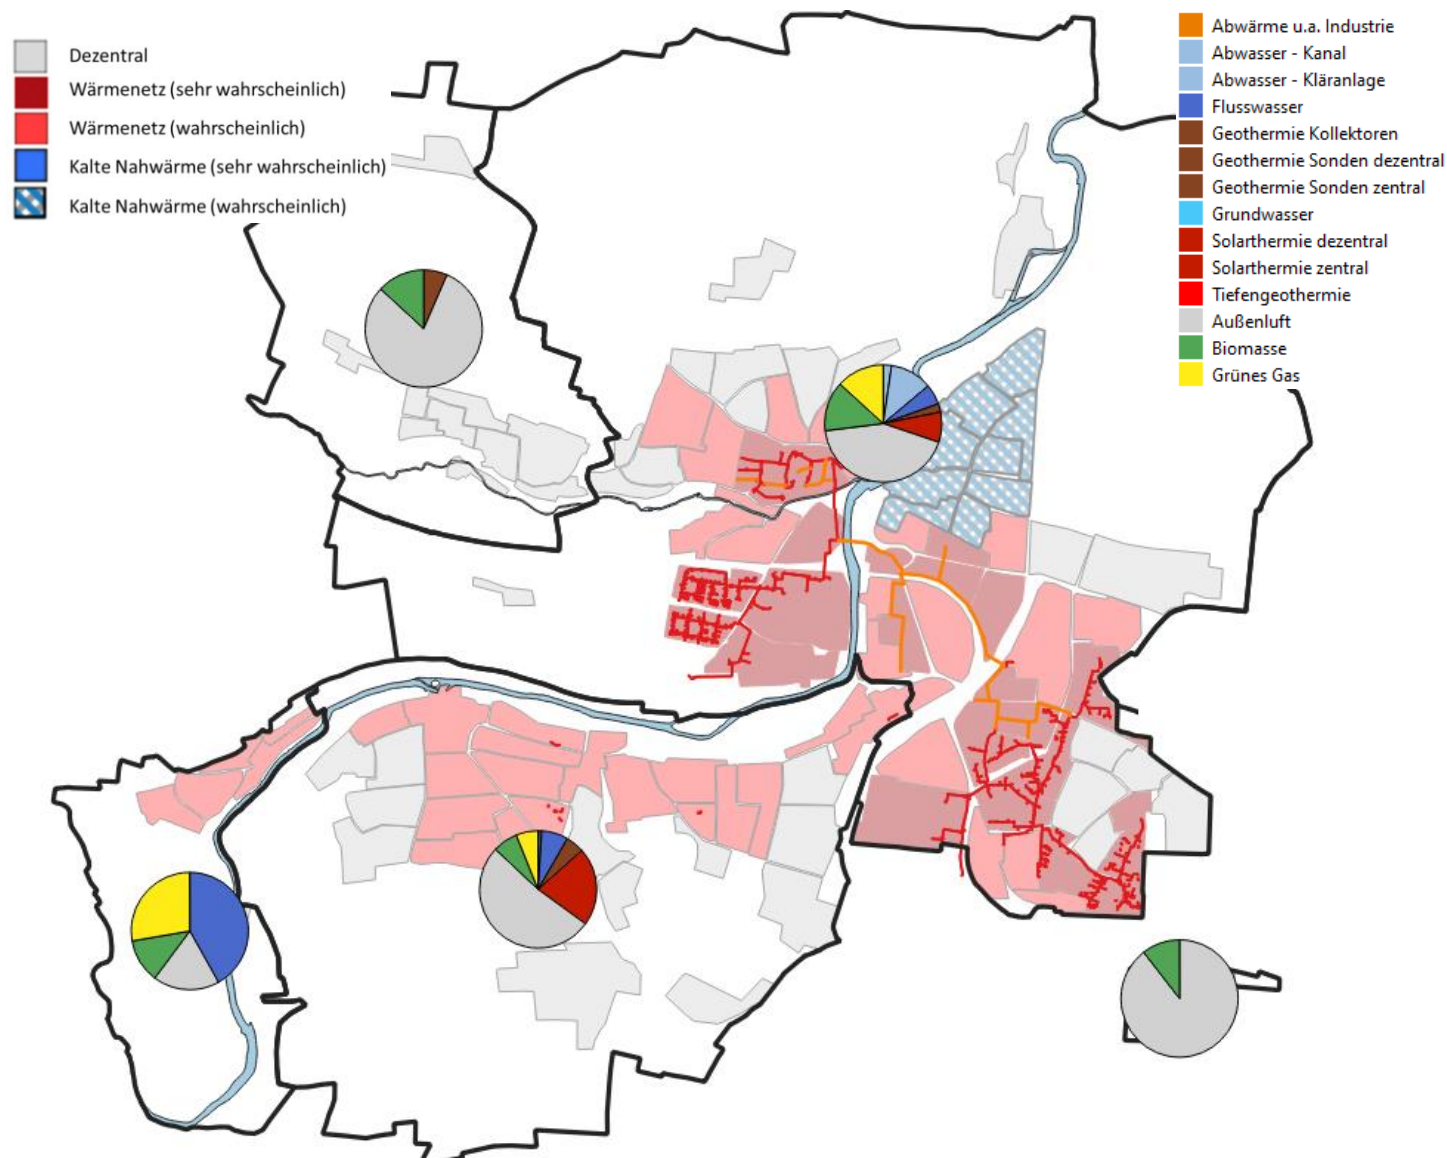 Dezentral
Wärmenetz (sehr wahrscheinlich)
Wärmenetz (wahrscheinlich)
Kalte Nahwärme (sehr wahrscheinlich)
Kalte Nahwärme (wahrscheinlich)
Abwärme u.a. Industrie
Abwasser - Kanal
Abwasser - Kläranlage
Flusswasser
Geothermie Kollektoren
Geothermie Sonden dezentral
Geothermie Sonden zentral
Grundwasser
Solarthermie dezentral
Solarthermie zentral
Tiefengeothermie
Außenluft
Biomasse
Grünes Gas